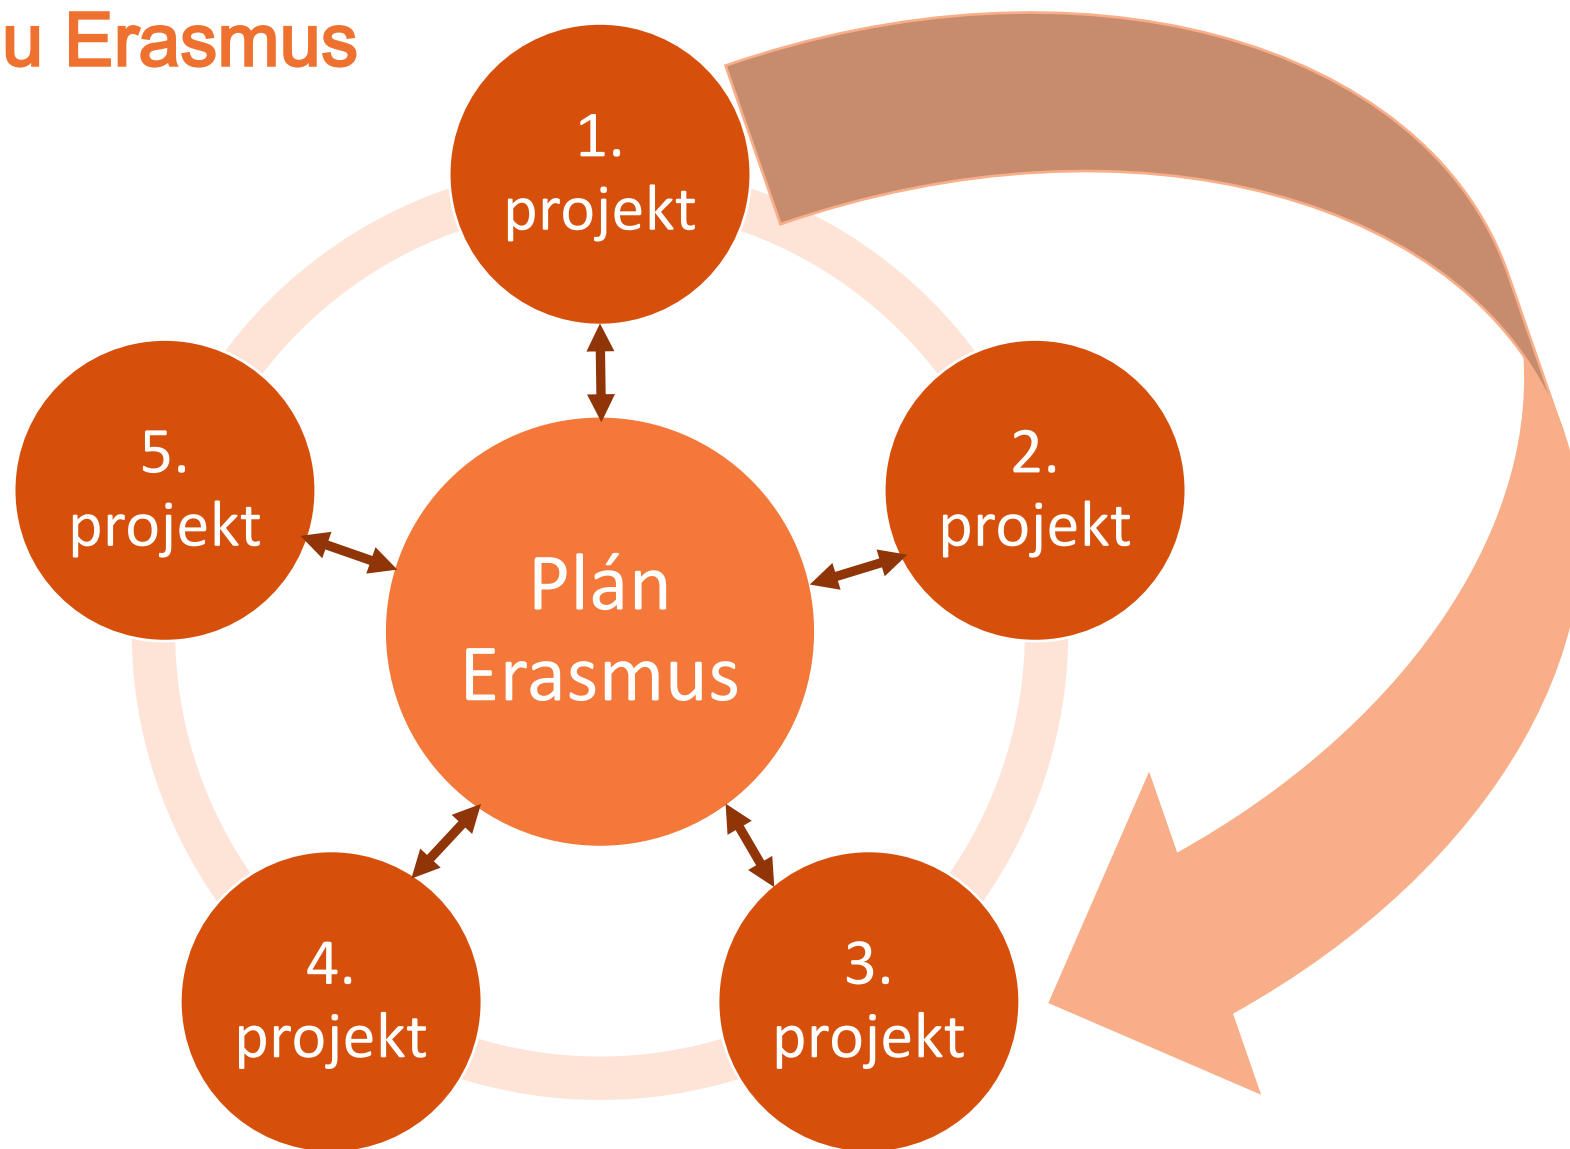 u Erasmus
1.
projekt
2.
projekt
3.
projekt
4.
projekt
5.
projekt
Plán
Erasmus